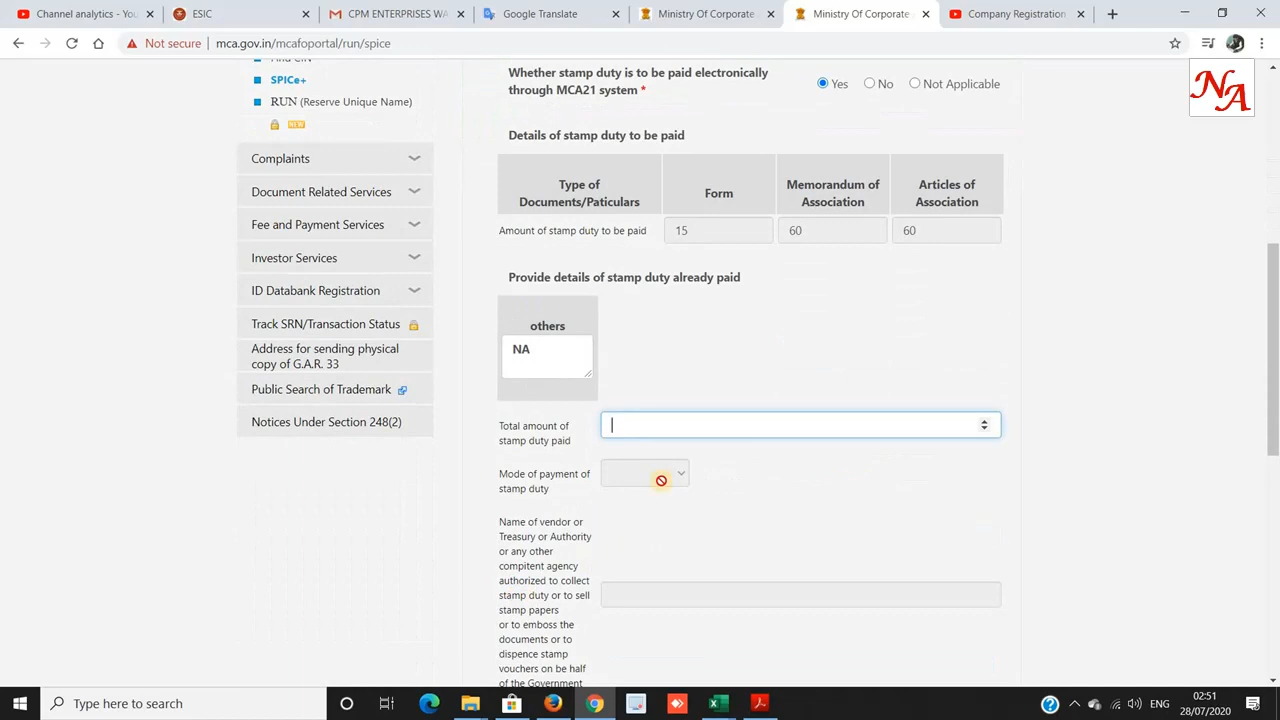 Channel analytics - You
ESIC
CPM ENTERPRISES WA
Google Translate
Ministry Of Corporate
Ministry Of Corporate
Company Registration
Not secure
mca.gov.in/mcafoportal/run/spice
And CIN
SPICe+
RUN (Reserve Unique Name)
NEW
Complaints
Document Related Services
Fee and Payment Services
Investor Services
ID Databank Registration
Track SRN/Transaction Status
Address for sending physical
copy of G.A.R. 33
Public Search of Trademark
Notices Under Section 248(2)
Whether stamp duty is to be paid electronically
through MCA21 system *
Yes
No
Not Applicable
NA
Details of stamp duty to be paid
Type of
Documents/Paticulars
Form
Memorandum of
Association
Articles of
Association
Amount of stamp duty to be paid
15
60
60
Provide details of stamp duty already paid
others
NA
Total amount of
stamp duty paid
Mode of payment of
stamp duty
Name of vendor or
Treasury or Authority
or any other
compitent agency
authorized to collect
stamp duty or to sell
stamp papers
or to emboss the
documents or to
dispence stamp
vouchers on be half
of the Government
Type here to search
ENG
02:51
28/07/2020